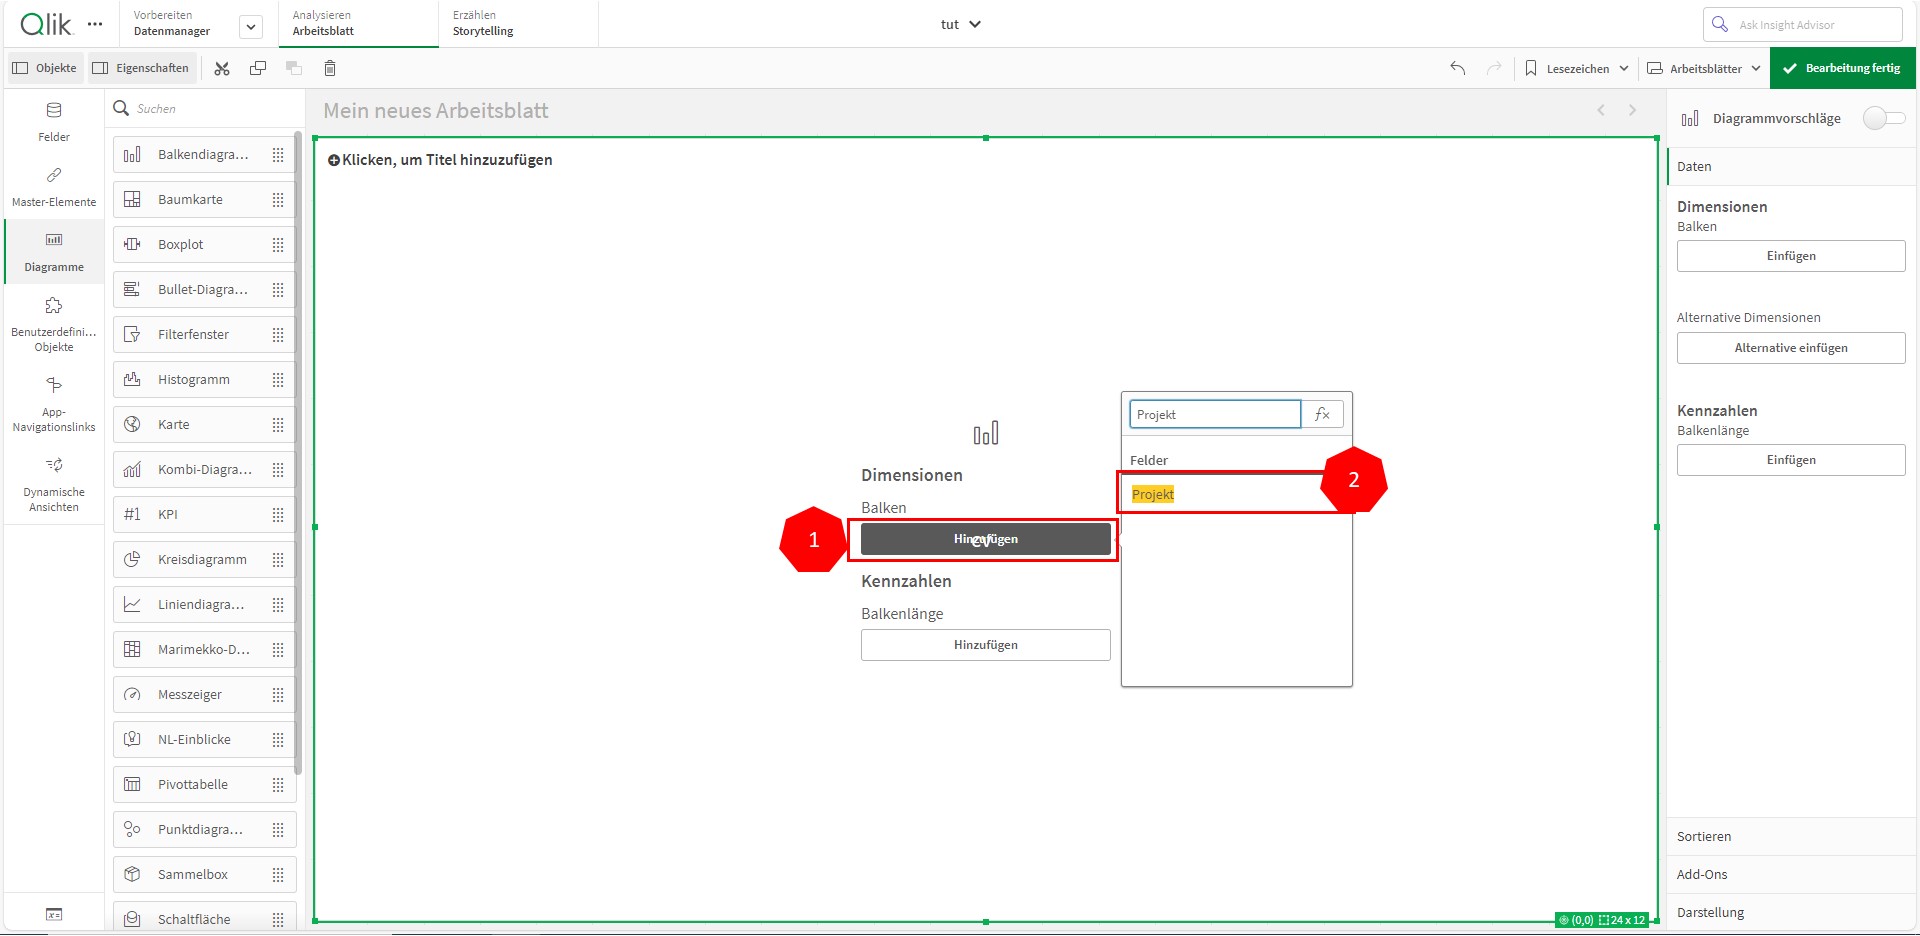 Qlik
Vorbereiten
Datenmanager
Analysieren
Arbeitsblatt
Erzählen
Storytelling
tut
Ask Insight Advisor
Objekte
Eigenschaften
Lesezeichen
Arbeitsblätter
Bearbeitung fertig
Felder
Master-Elemente
Diagramme
Benutzerdefini...
Objekte
App-
Navigationslinks
Dynamische
Ansichten
Suchen
Balkendiagra...
Baumkarte
Boxplot
Bullet-Diagra...
Filterfenster
Histogramm
Karte
Kombi-Diagra...
#1 KPI
Kreisdiagramm
Liniendiagra...
Marimekko-D...
Messzeiger
NL-Einblicke
Pivottabelle
Punktdiagra...
Sammelbox
Schaltfläche
Mein neues Arbeitsblatt
Klicken, um Titel hinzuzufügen
Dimensionen
Balken
1
Hinzufügen
Kennzahlen
Balkenlänge
Hinzufügen
Projekt
fx
Felder
Projekt
2
(0,0) 24 x 12
Diagrammvorschläge
Daten
Dimensionen
Balken
Einfügen
Alternative Dimensionen
Alternative einfügen
Kennzahlen
Balkenlänge
Einfügen
Sortieren
Add-Ons
Darstellung